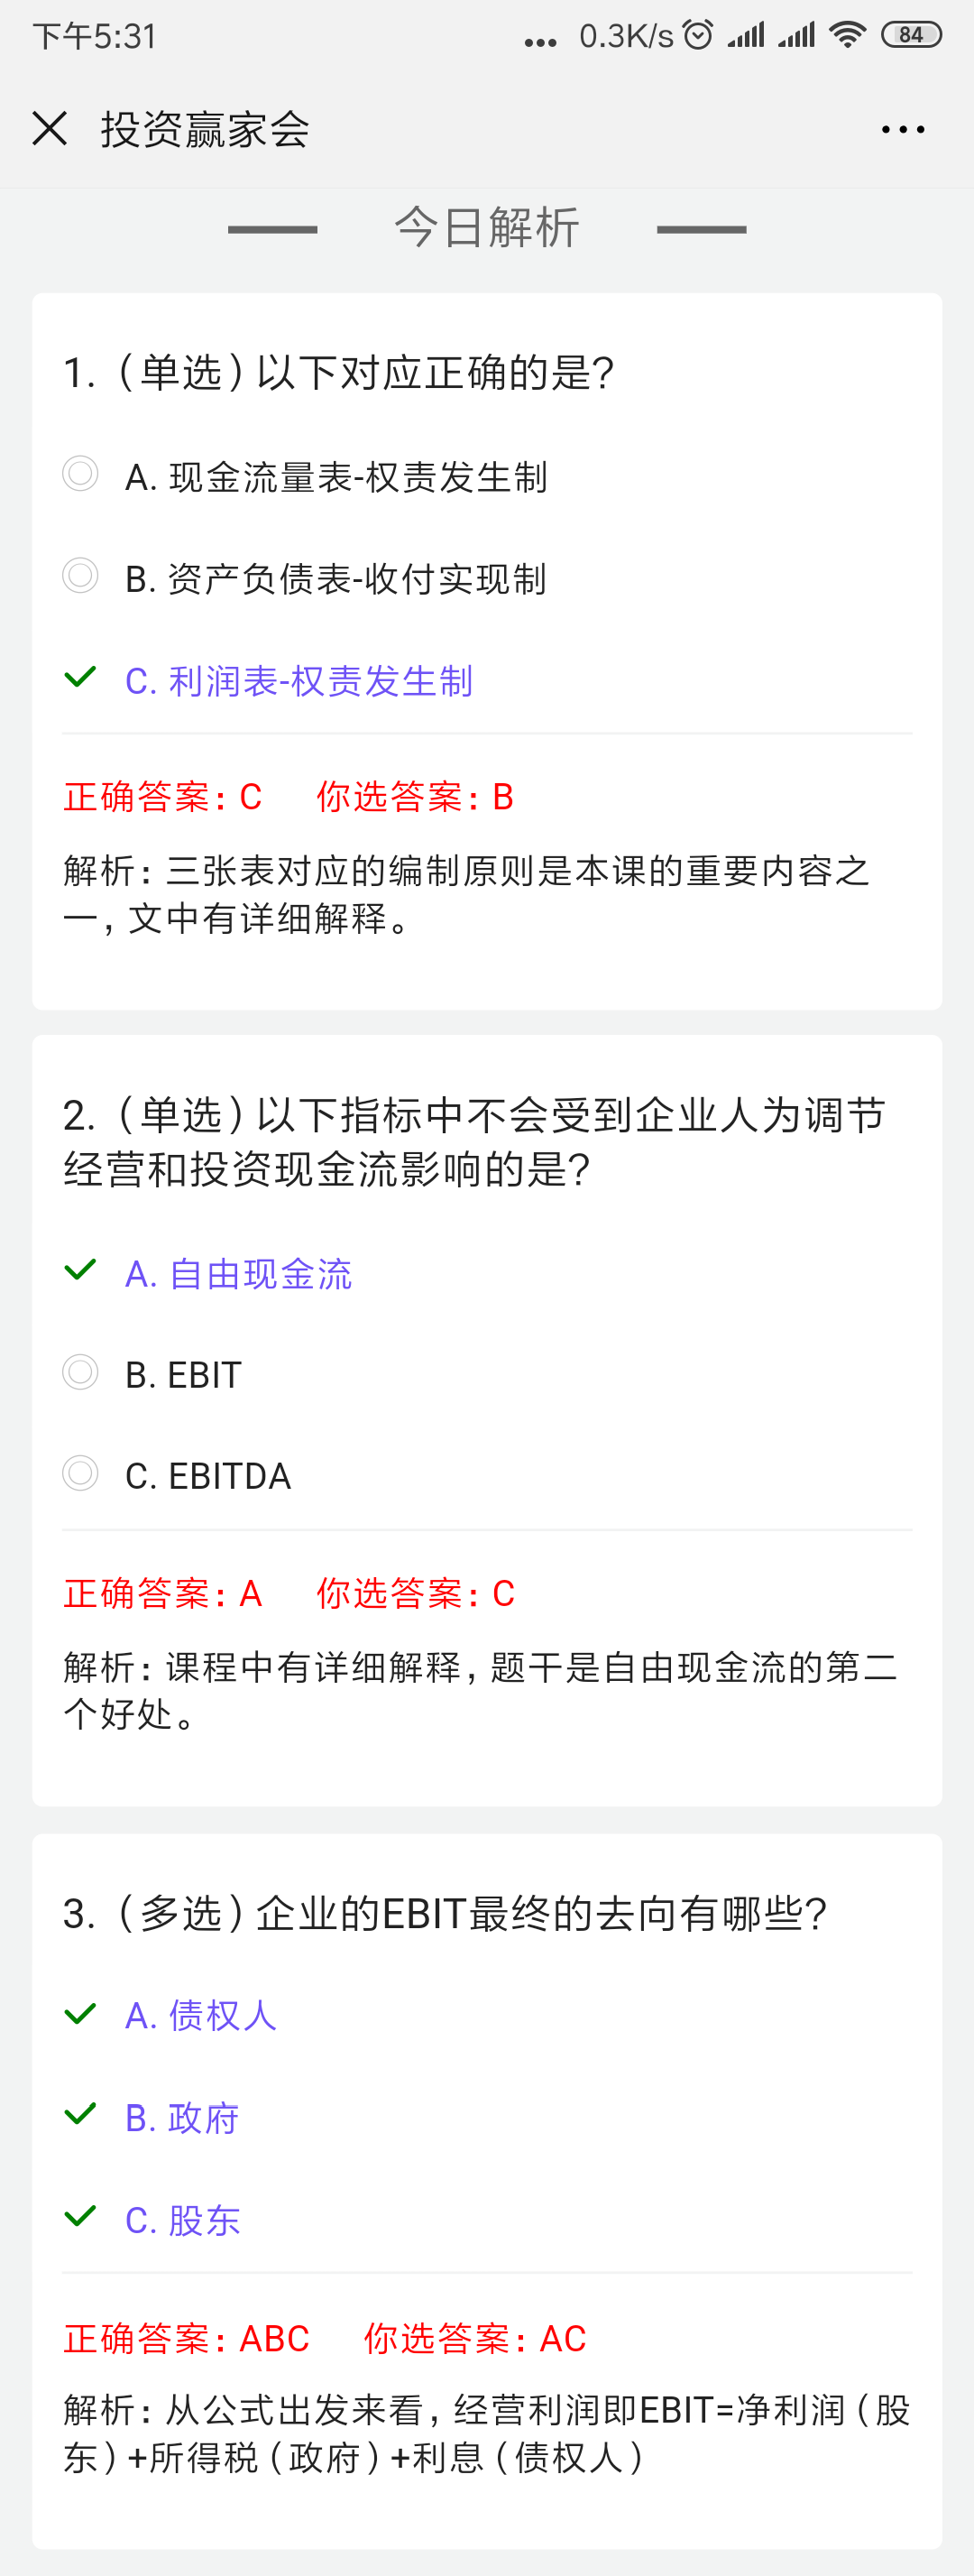 下午5:31
... 0.3K/s 84
投资赢家会
今日解析
1.（单选）以下对应正确的是?
A. 现金流量表-权责发生制
B. 资产负债表-收付实现制
C. 利润表-权责发生制
正确答案：C 你选答案：B
解析：三张表对应的编制原则是本课的重要内容之
一，文中有详细解释。
2.（单选）以下指标中不会受到企业人为调节
经营和投资现金流影响的是?
A. 自由现金流
B. EBIT
C. EBITDA
正确答案：A 你选答案：C
解析：课程中有详细解释，题干是自由现金流的第二
个好处。
3.（多选）企业的EBIT最终的去向有哪些?
A. 债权人
B. 政府
C. 股东
正确答案：ABC 你选答案：AC
解析：从公式出发来看，经营利润即EBIT=净利润（股
东）+所得税（政府）+利息（债权人）